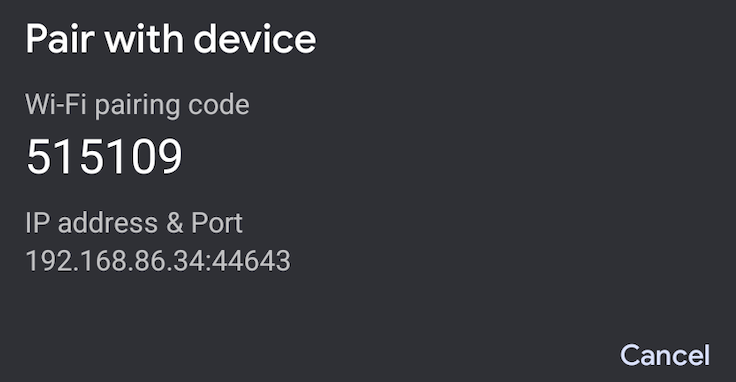 Pair with device
Wi-Fi pairing code
515109
IP address & Port
192.168.86.34:44643
Cancel